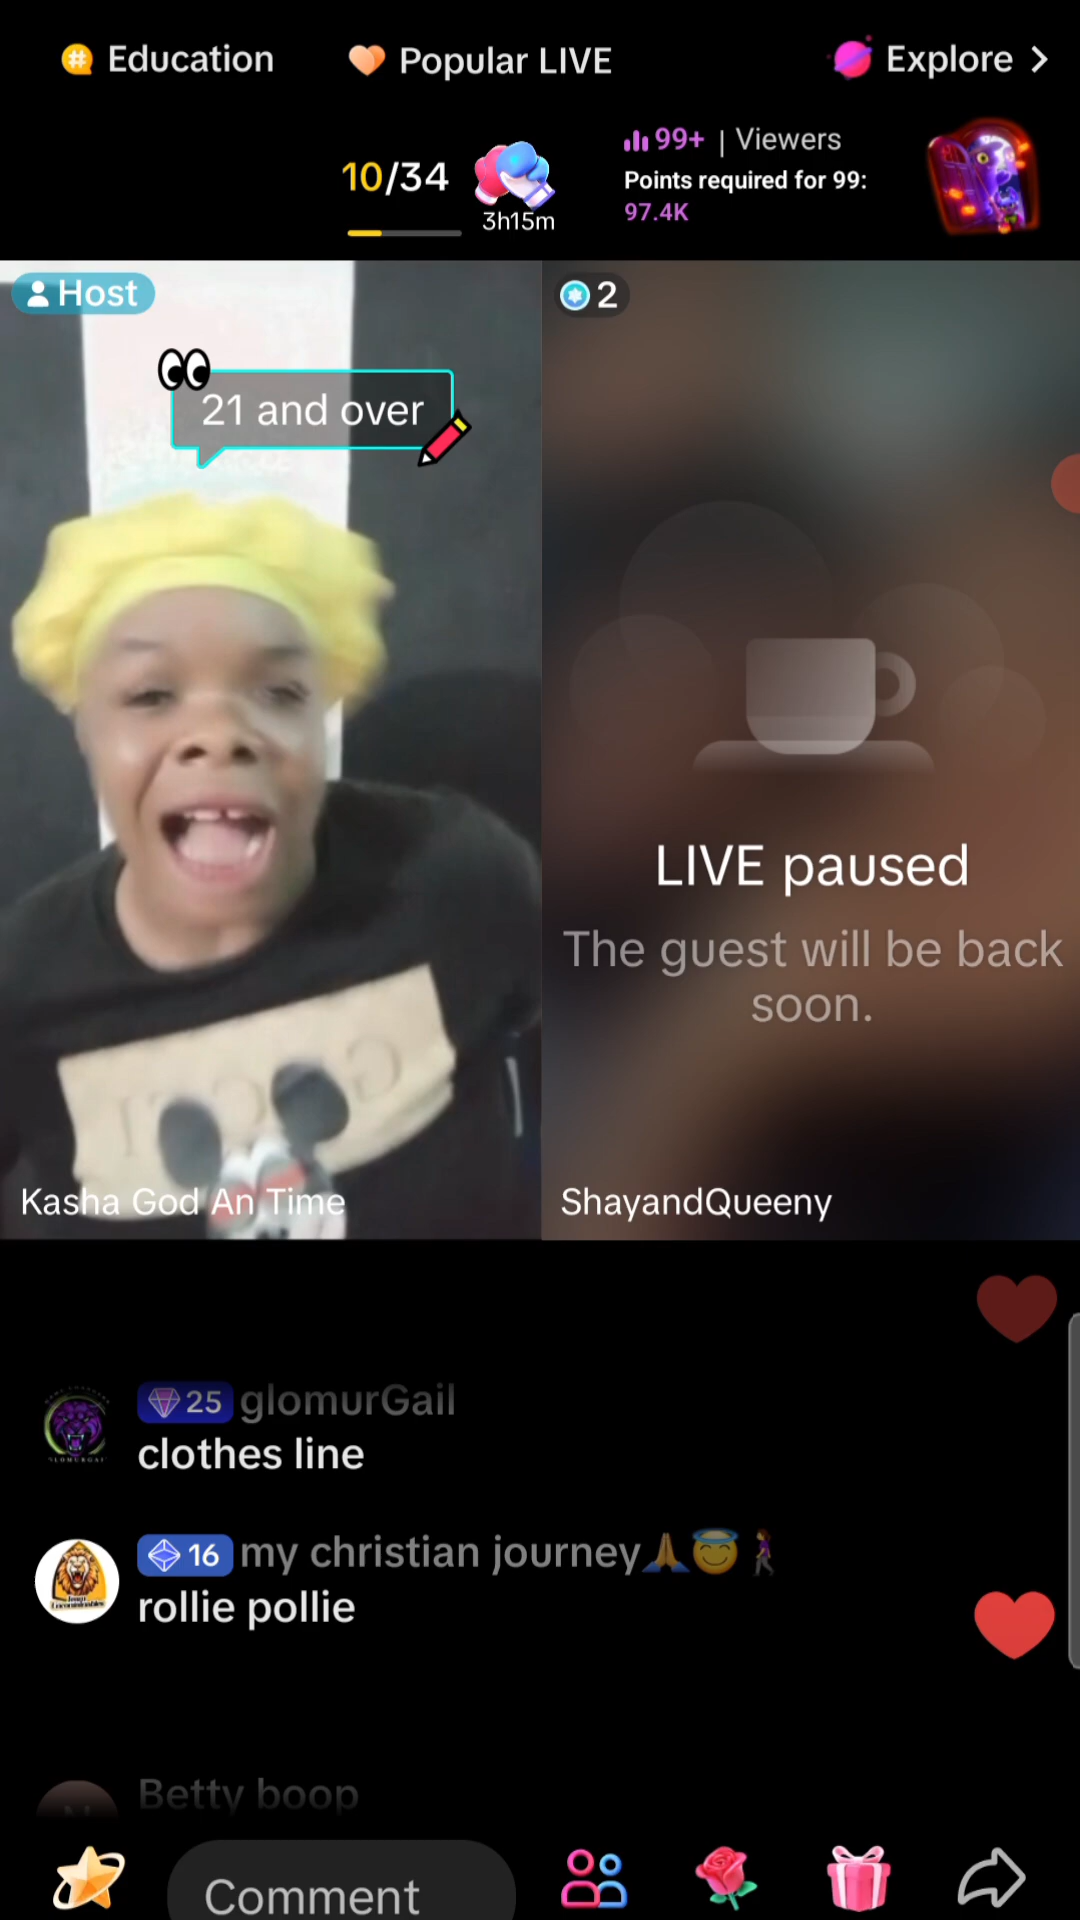 Education
Popular LIVE
Explore >
10/34
3h15m
99+ | Viewers
Points required for 99:
97.4K
Host
21 and over
2
GUCCI
LIVE paused
The guest will be back
soon.
Kasha God An Time
ShayandQueeny
25 glomurGail
clothes line
16 my christian journey🙏😇🚶‍♀️
rollie pollie
Betty boop
Comment